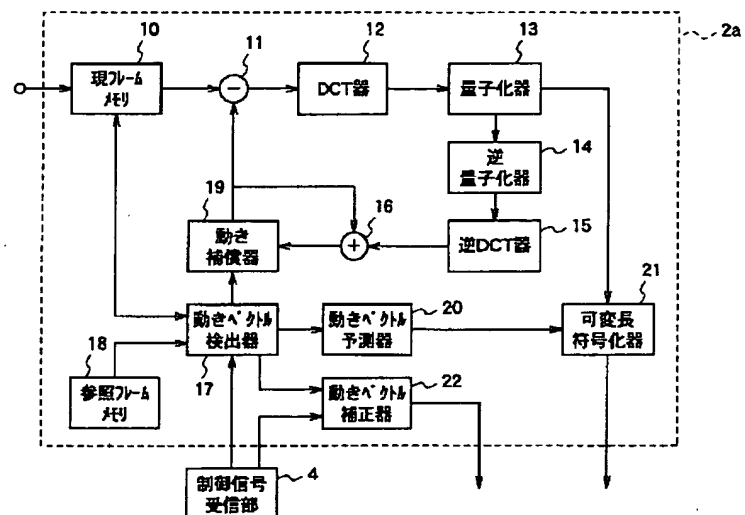 10
11
12
13
2a
現フレーム
メモリ
−
DCT器
量子化器
14
逆
量子化器
19
16
15
動き
補償器
+
逆DCT器
21
20
動きベクトル
検出器
動きベクトル
予測器
可変長
符号化器
18
17
22
参照フレーム
メモリ
動きベクトル
補正器
4
制御信号
受信部